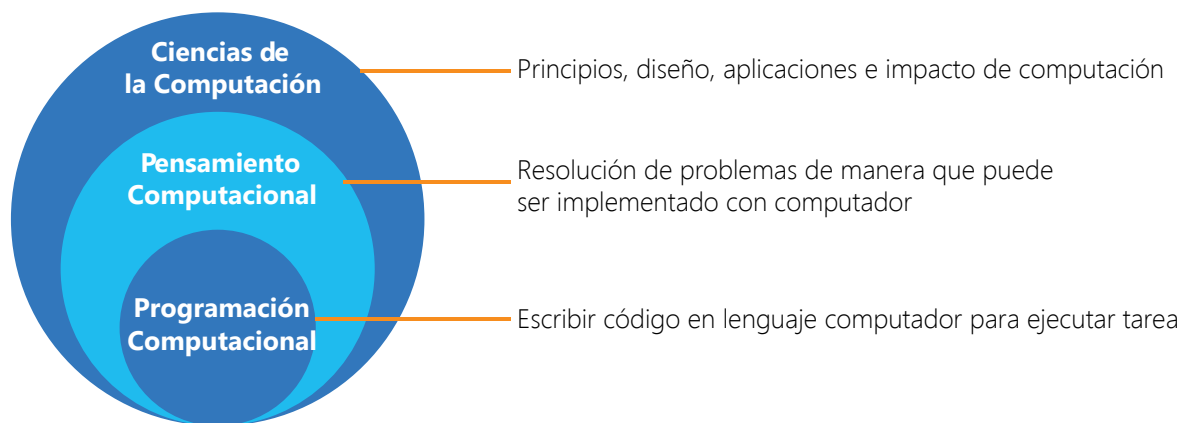 Ciencias de
la Computación
Principios, diseño, aplicaciones e impacto de computación
Pensamiento
Computacional
Resolución de problemas de manera que puede
ser implementado con computador
Programación
Computacional
Escribir código en lenguaje computador para ejecutar tarea